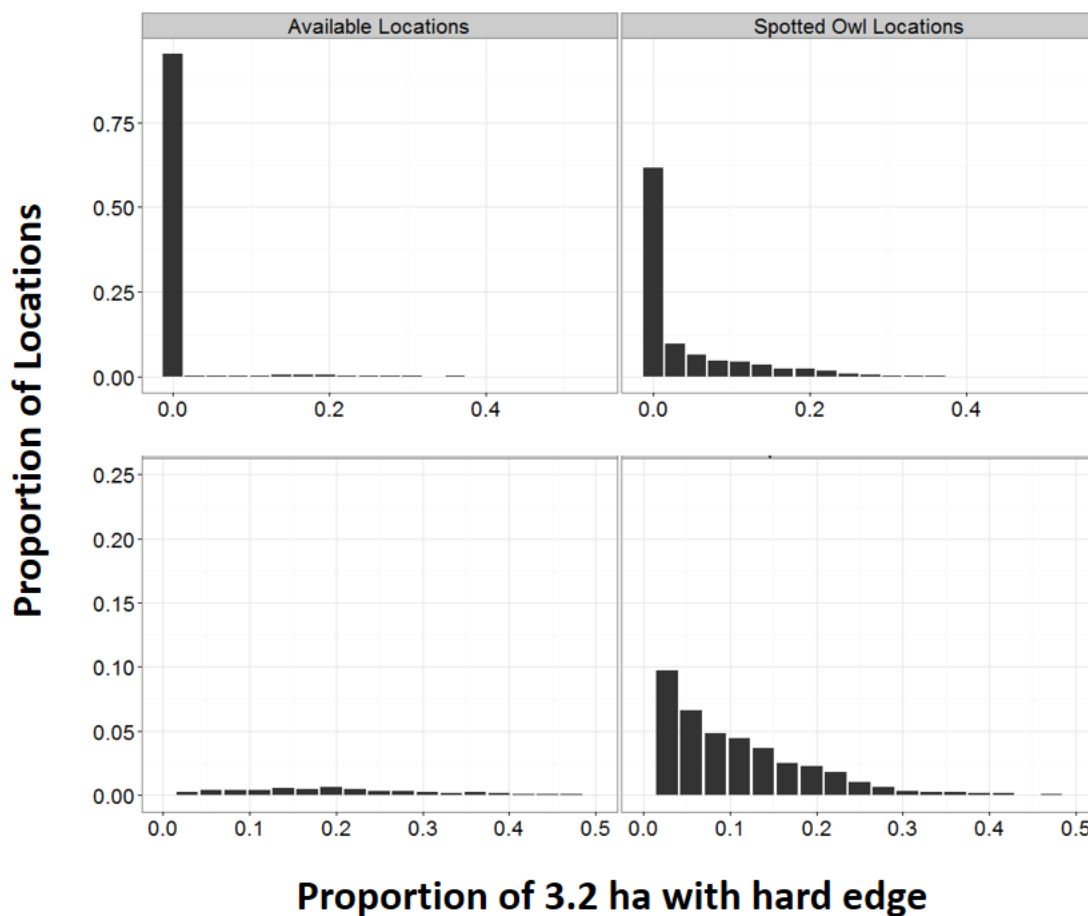 Available Locations
Spotted Owl Locations
Proportion of Locations
0.75
0.50
0.25
0.00
0.0 0.2 0.4
0.0 0.2 0.4
0.25
0.20
0.15
0.10
0.05
0.00
0.0 0.1 0.2 0.3 0.4 0.5
0.0 0.1 0.2 0.3 0.4 0.5
Proportion of 3.2 ha with hard edge